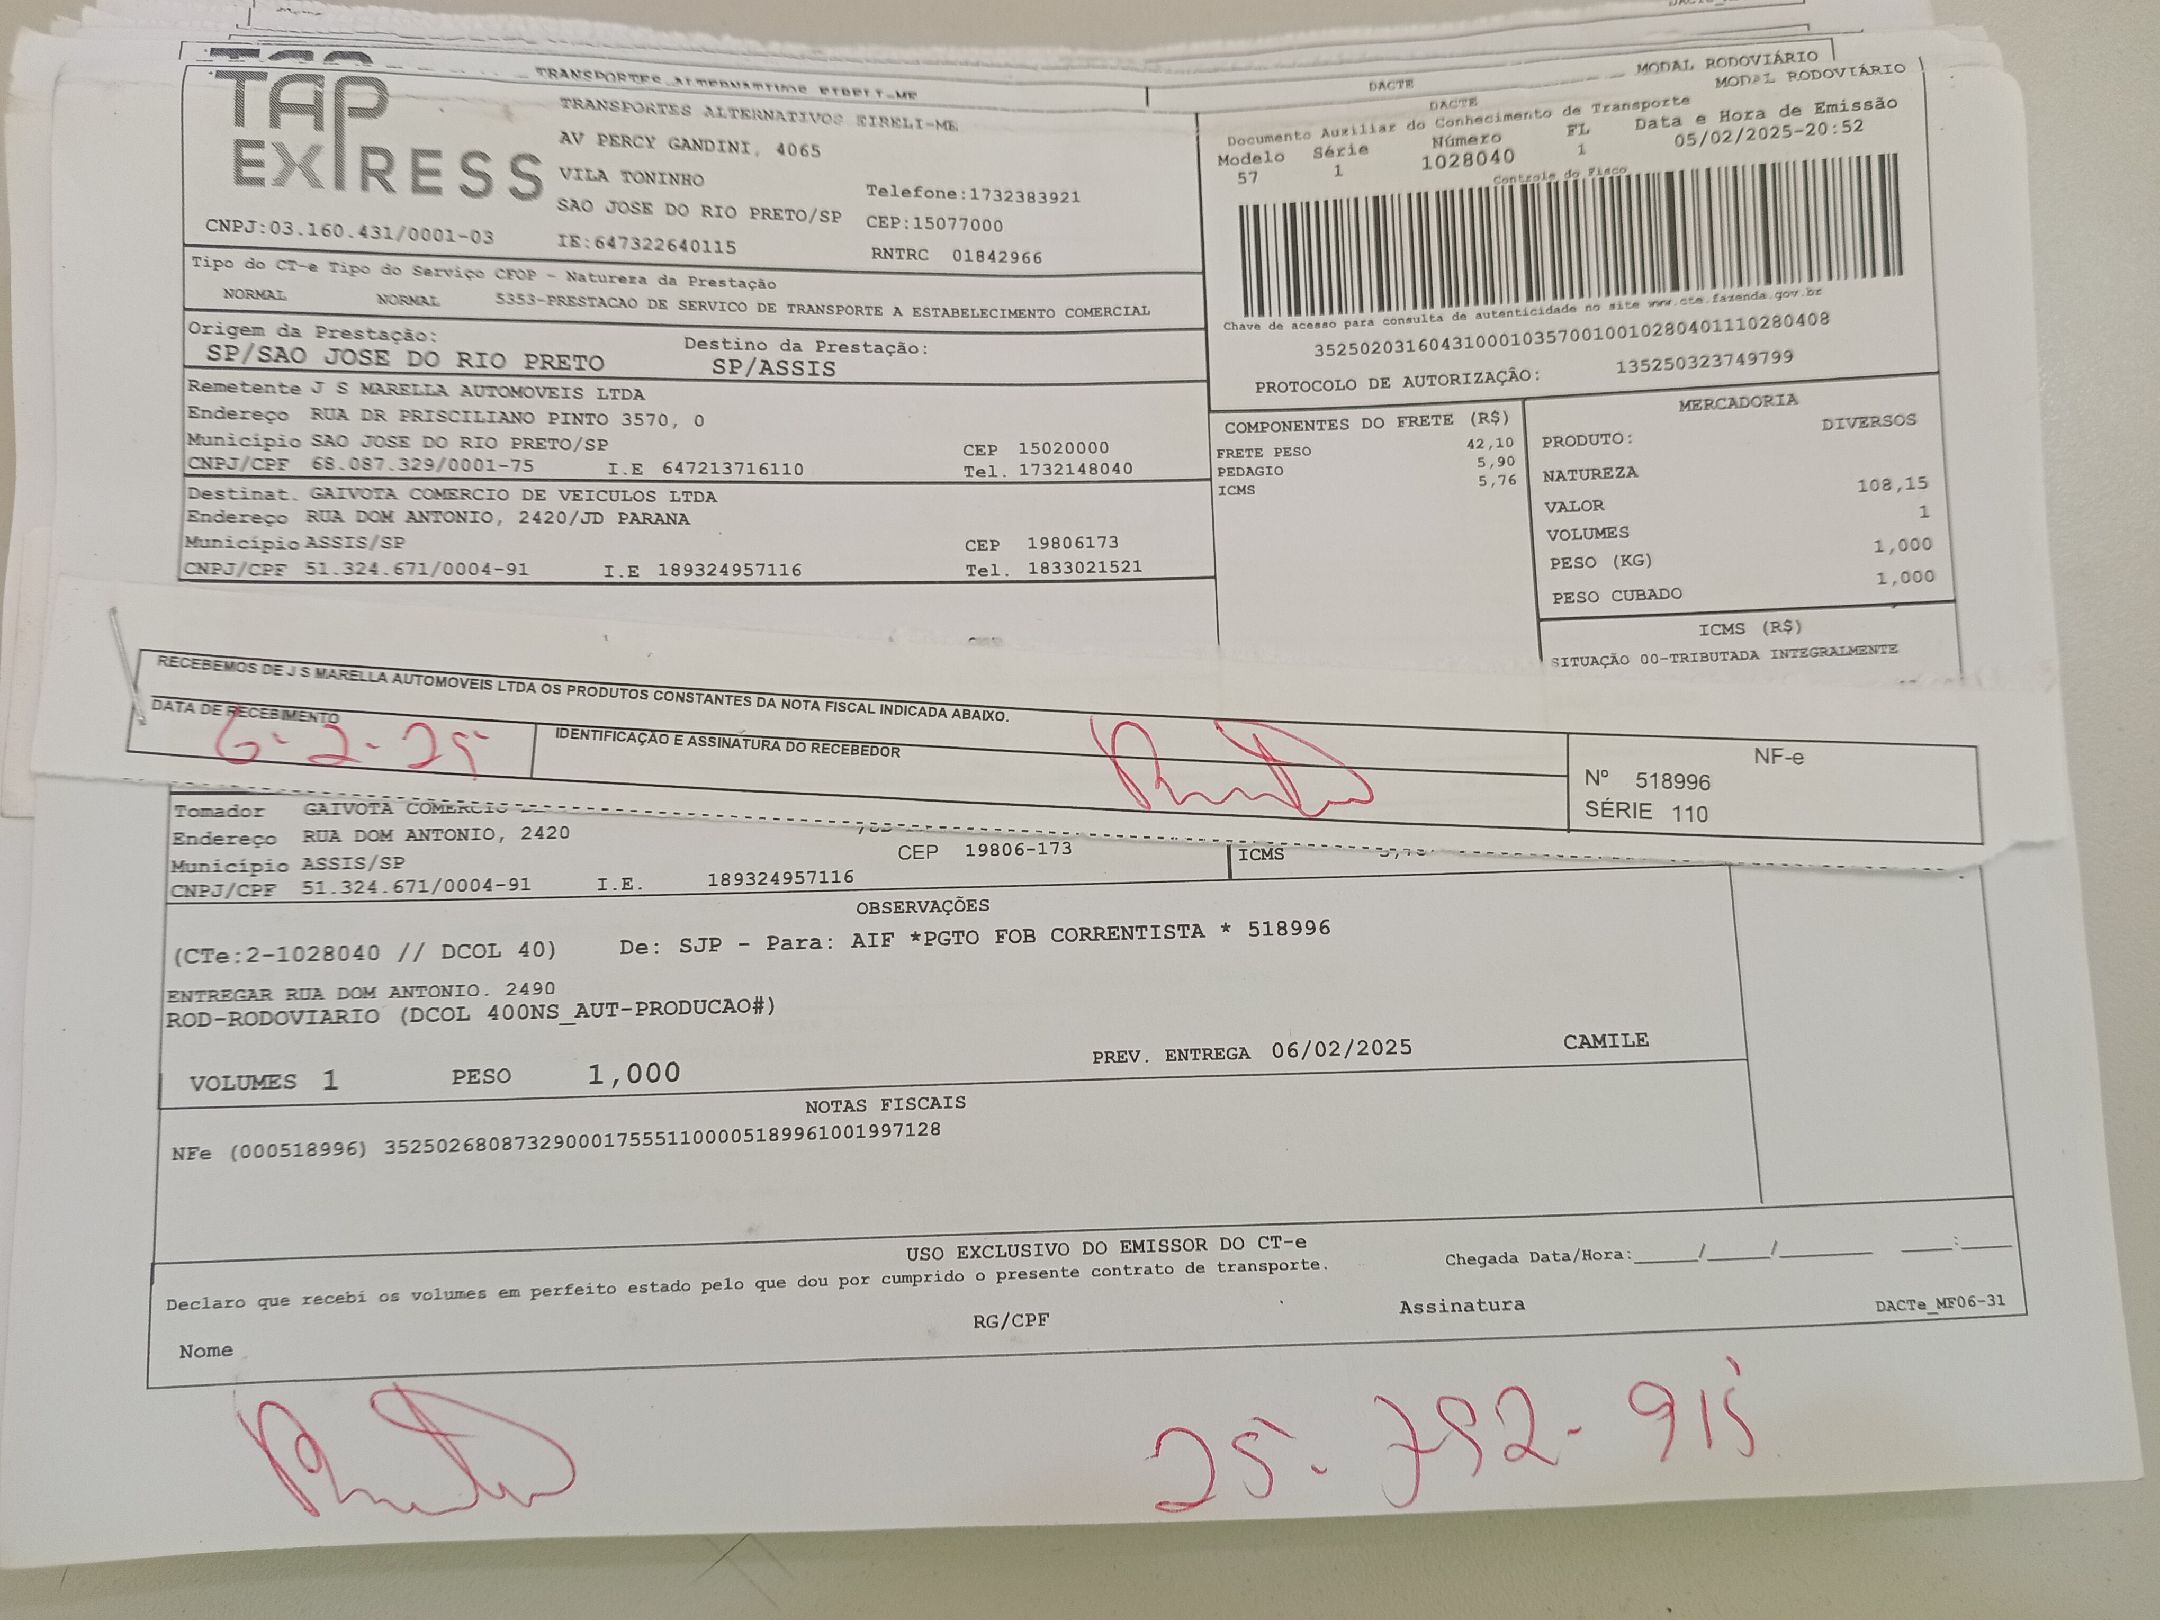 TRANSPORTES ALTERNATIVOS EIRELI-ME
DACTE
MODAL RODOVIÁRIO
TAP EXPRESS
TRANSPORTES ALTERNATIVOS EIRELI-ME
AV PERCY GANDINI, 4065
VILA TONINHO
Telefone:1732383921
SAO JOSE DO RIO PRETO/SP CEP:15077000
CNPJ:03.160.431/0001-03 IE:647322640115 RNTRC 01842966
DACTE
MODAL RODOVIÁRIO
Documento Auxiliar do Conhecimento de Transporte
Modelo Série Número FL Data e Hora de Emissão
57 1 1028040 1 05/02/2025-20:52
Controle do Fisco
Chave de acesso para consulta de autenticidade no site www.cte.fazenda.gov.br
35250203160431000103570010010280401110280408
PROTOCOLO DE AUTORIZAÇÃO: 135250323749799
Tipo do CT-e Tipo do Serviço CFOP - Natureza da Prestação
NORMAL NORMAL 5353-PRESTACAO DE SERVICO DE TRANSPORTE A ESTABELECIMENTO COMERCIAL
Origem da Prestação: Destino da Prestação:
SP/SAO JOSE DO RIO PRETO SP/ASSIS
Remetente J S MARELLA AUTOMOVEIS LTDA
Endereço RUA DR PRISCILIANO PINTO 3570, 0
Município SAO JOSE DO RIO PRETO/SP CEP 15020000
CNPJ/CPF 68.087.329/0001-75 I.E 647213716110 Tel. 1732148040
Destinat. GAIVOTA COMERCIO DE VEICULOS LTDA
Endereço RUA DOM ANTONIO, 2420/JD PARANA
Município ASSIS/SP CEP 19806173
CNPJ/CPF 51.324.671/0004-91 I.E 189324957116 Tel. 1833021521
COMPONENTES DO FRETE (R$)
FRETE PESO 42,10
PEDAGIO 5,90
ICMS 5,76
MERCADORIA
PRODUTO: DIVERSOS
NATUREZA
VALOR 108,15
VOLUMES 1
PESO (KG) 1,000
PESO CUBADO 1,000
ICMS (R$)
SITUAÇÃO 00-TRIBUTADA INTEGRALMENTE
RECEBEMOS DE J S MARELLA AUTOMOVEIS LTDA OS PRODUTOS CONSTANTES DA NOTA FISCAL INDICADA ABAIXO.
DATA DE RECEBIMENTO
6-2-25
IDENTIFICAÇÃO E ASSINATURA DO RECEBEDOR
NF-e
Nº 518996
SÉRIE 110
Tomador GAIVOTA COMERCIO
Endereço RUA DOM ANTONIO, 2420
Município ASSIS/SP CEP 19806-173
CNPJ/CPF 51.324.671/0004-91 I.E. 189324957116
ICMS
OBSERVAÇÕES
(CTe:2-1028040 // DCOL 40) De: SJP - Para: AIF *PGTO FOB CORRENTISTA * 518996
ENTREGAR RUA DOM ANTONIO. 2490
ROD-RODOVIARIO (DCOL 400NS_AUT-PRODUCAO#)
VOLUMES 1 PESO 1,000 PREV. ENTREGA 06/02/2025 CAMILE
NOTAS FISCAIS
NFe (000518996) 35250268087329000175551100005189961001997128
USO EXCLUSIVO DO EMISSOR DO CT-e
Declaro que recebi os volumes em perfeito estado pelo que dou por cumprido o presente contrato de transporte.
Chegada Data/Hora:_____/_____/_______ ____:____
Nome RG/CPF Assinatura DACTe_MF06-31
25.792-915